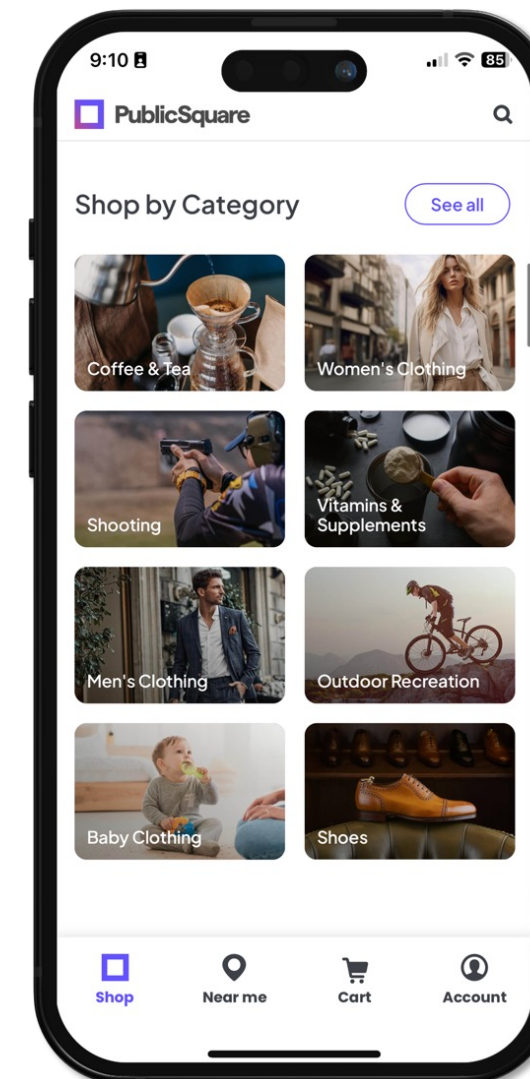 9:10
85
PublicSquare
Shop by Category
See all
Coffee & Tea
Women's Clothing
Shooting
Vitamins &
Supplements
Men's Clothing
Outdoor Recreation
Baby Clothing
Shoes
Shop
Near me
Cart
Account